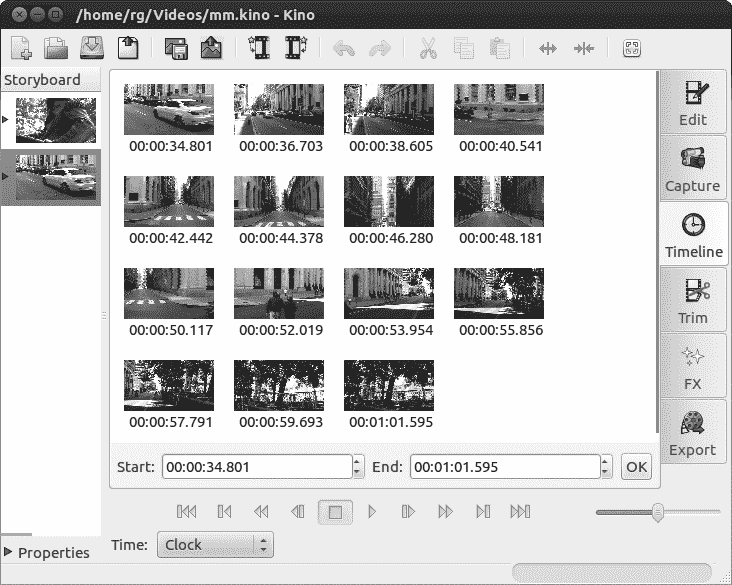 /home/rg/Videos/mm.kino - Kino
Storyboard
00:00:34.801 00:00:36.703 00:00:38.605 00:00:40.541
00:00:42.442 00:00:44.378 00:00:46.280 00:00:48.181
00:00:50.117 00:00:52.019 00:00:53.954 00:00:55.856
00:00:57.791 00:00:59.693 00:01:01.595
Edit
Capture
Timeline
Trim
FX
Export
Start: 00:00:34.801 End: 00:01:01.595 OK
Time: Clock
Properties